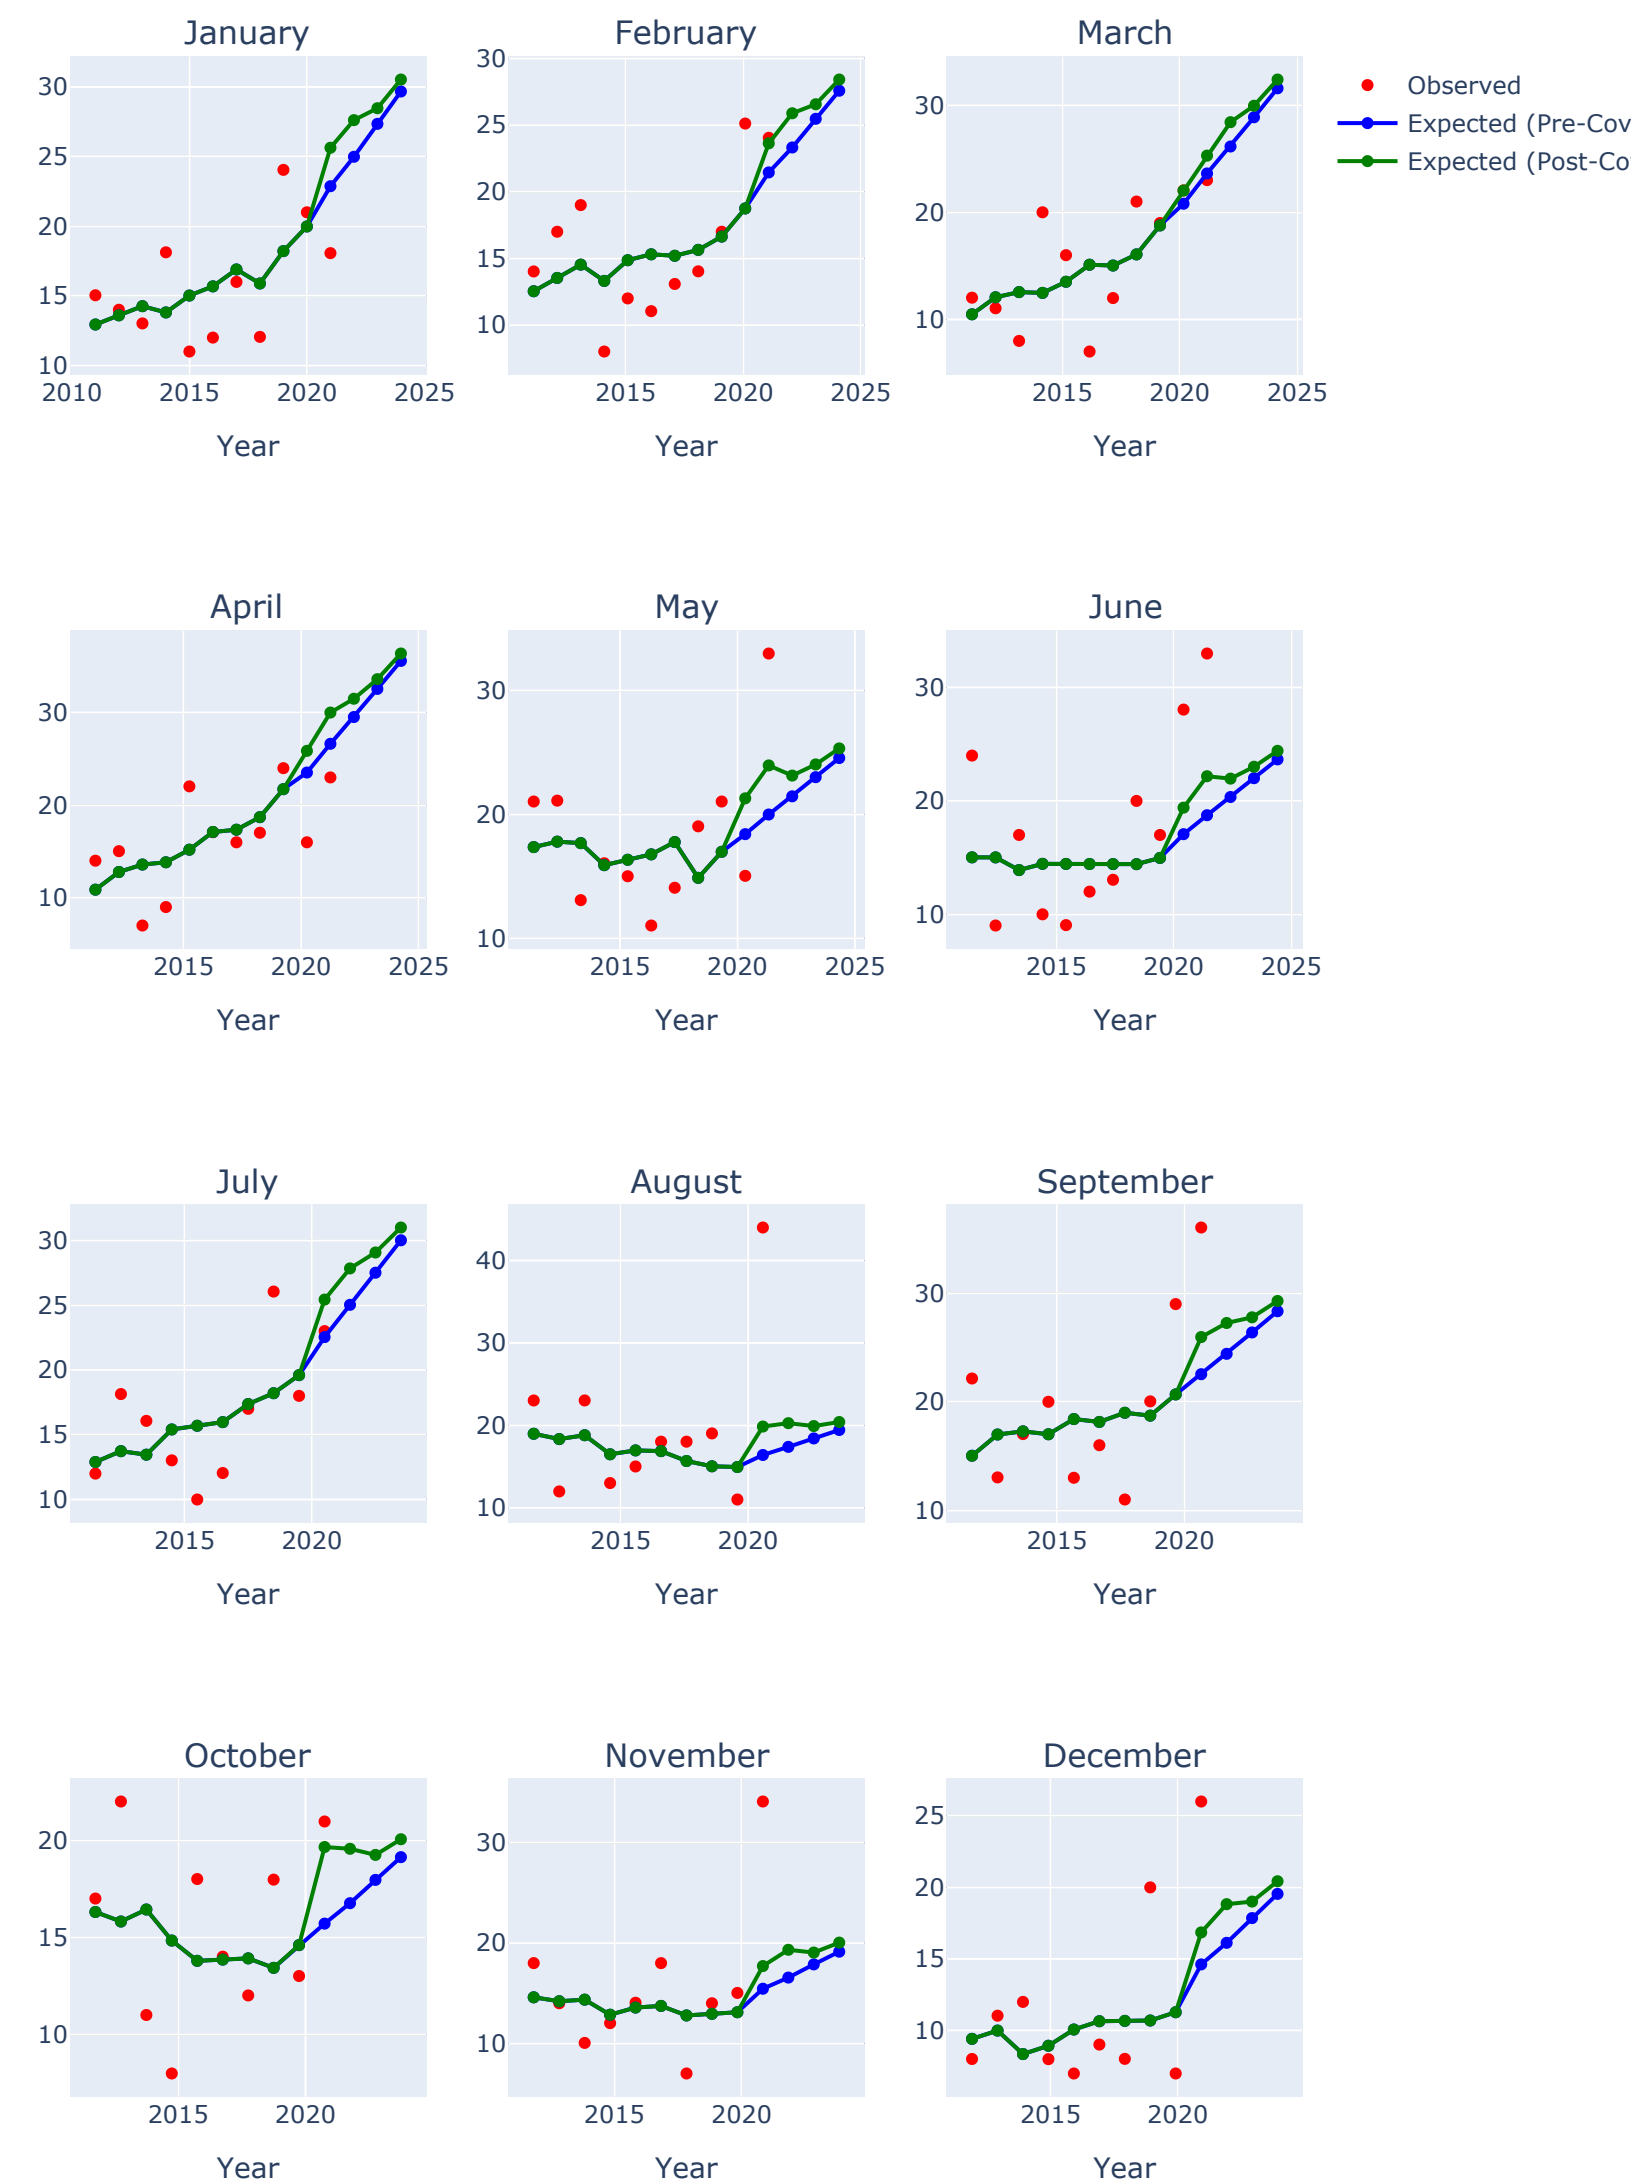 January
February
March
30
25
20
15
10
2010
2015
2020
2025
Year
30
25
20
15
10
2015
2020
2025
Year
30
20
10
2015
2020
2025
Year
Observed
Expected (Pre-Cov
Expected (Post-Co
April
May
June
30
20
10
2015
2020
2025
Year
30
20
10
2015
2020
2025
Year
30
20
10
2015
2020
2025
Year
July
August
September
30
25
20
15
10
2015
2020
Year
40
30
20
10
2015
2020
Year
30
20
10
2015
2020
Year
October
November
December
20
15
10
2015
2020
Year
30
20
10
2015
2020
Year
25
20
15
10
2015
2020
Year